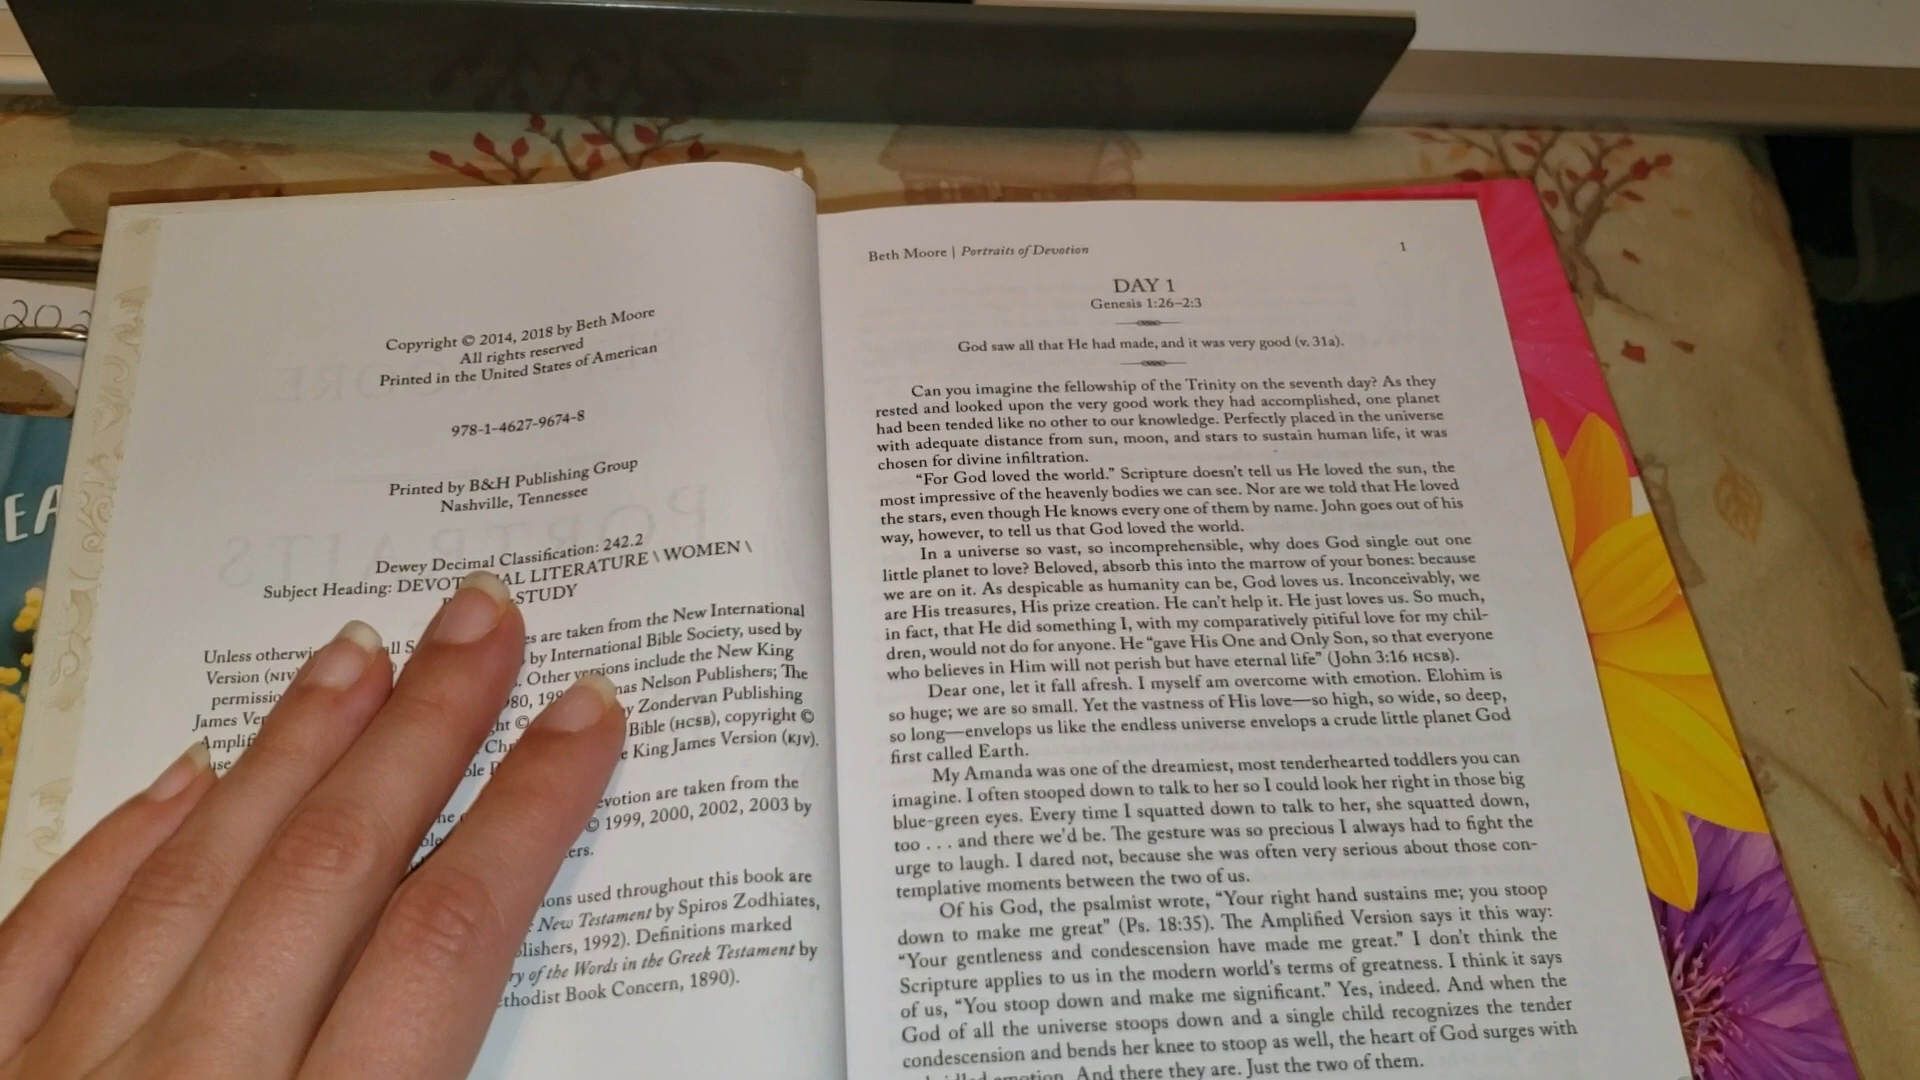 202
EA
Copyright © 2014, 2018 by Beth Moore
All rights reserved
Printed in the United States of American
978-1-4627-9674-8
Printed by B&H Publishing Group
Nashville, Tennessee
Dewey Decimal Classification: 242.2
Subject Heading: DEVOT AL LITERATURE \ WOMEN \
STUDY
Unless otherwi all S es are taken from the New International
Version (NIV) by International Bible Society, used by
permissio . Other versions include the New King
James Ver 980, 199 nas Nelson Publishers; The
Amplif ght © y Zondervan Publishing
use Chri Bible (HCSB), copyright ©
ble e King James Version (KJV).
evotion are taken from the
© 1999, 2000, 2002, 2003 by
ers.
ions used throughout this book are
New Testament by Spiros Zodhiates,
blishers, 1992). Definitions marked
ry of the Words in the Greek Testament by
ethodist Book Concern, 1890).
Beth Moore | Portraits of Devotion 1
DAY 1
Genesis 1:26–2:3
God saw all that He had made, and it was very good (v. 31a).
Can you imagine the fellowship of the Trinity on the seventh day? As they
rested and looked upon the very good work they had accomplished, one planet
had been tended like no other to our knowledge. Perfectly placed in the universe
with adequate distance from sun, moon, and stars to sustain human life, it was
chosen for divine infiltration.
“For God loved the world.” Scripture doesn’t tell us He loved the sun, the
most impressive of the heavenly bodies we can see. Nor are we told that He loved
the stars, even though He knows every one of them by name. John goes out of his
way, however, to tell us that God loved the world.
In a universe so vast, so incomprehensible, why does God single out one
little planet to love? Beloved, absorb this into the marrow of your bones: because
we are on it. As despicable as humanity can be, God loves us. Inconceivably, we
are His treasures, His prize creation. He can’t help it. He just loves us. So much,
in fact, that He did something I, with my comparatively pitiful love for my chil-
dren, would not do for anyone. He “gave His One and Only Son, so that everyone
who believes in Him will not perish but have eternal life” (John 3:16 HCSB).
Dear one, let it fall afresh. I myself am overcome with emotion. Elohim is
so huge; we are so small. Yet the vastness of His love—so high, so wide, so deep,
so long—envelops us like the endless universe envelops a crude little planet God
first called Earth.
My Amanda was one of the dreamiest, most tenderhearted toddlers you can
imagine. I often stooped down to talk to her so I could look her right in those big
blue-green eyes. Every time I squatted down to talk to her, she squatted down,
too . . . and there we’d be. The gesture was so precious I always had to fight the
urge to laugh. I dared not, because she was often very serious about those con-
templative moments between the two of us.
Of his God, the psalmist wrote, “Your right hand sustains me; you stoop
down to make me great” (Ps. 18:35). The Amplified Version says it this way:
“Your gentleness and condescension have made me great.” I don’t think the
Scripture applies to us in the modern world’s terms of greatness. I think it says
of us, “You stoop down and make me significant.” Yes, indeed. And when the
God of all the universe stoops down and a single child recognizes the tender
condescension and bends her knee to stoop as well, the heart of God surges with
emotion. And there they are. Just the two of them.